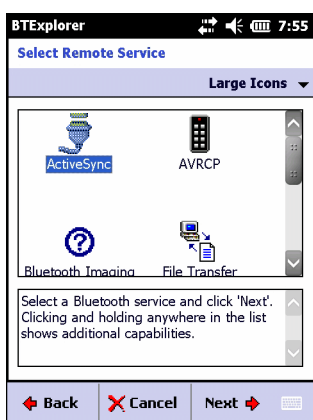 BTExplorer 7:55
Select Remote Service
Large Icons
ActiveSync AVRCP
Bluetooth Imaging File Transfer
Select a Bluetooth service and click 'Next'.
Clicking and holding anywhere in the list
shows additional capabilities.
Back Cancel Next